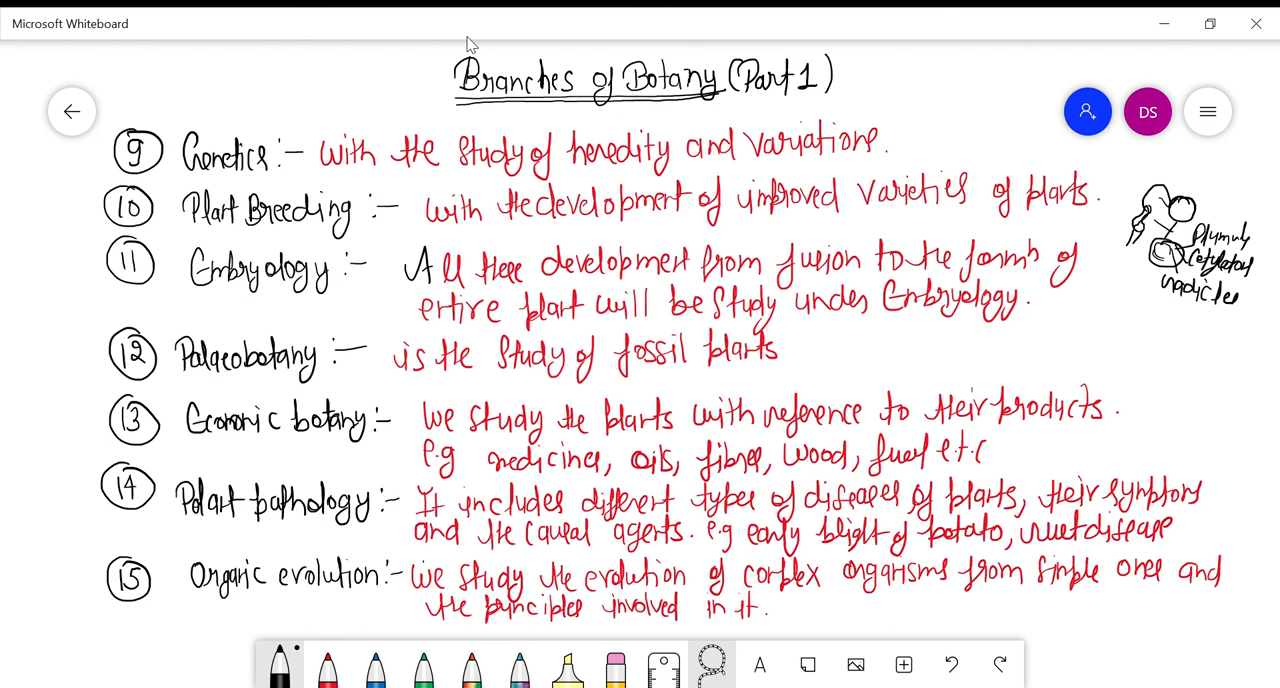 Microsoft Whiteboard
Branches of Botany (Part 1)
DS
9 Genetics :- With the study of heredity and variations.
10 Plant Breeding :- with the development of improved varieties of plants.
11 Embryology :- All these development from fusion to the formn of
entire plant will be study under Embryology.
Plumule
Cotyledon
radicles
12 Palaeobotany :- is the study of fossil plants
13 Economic botany :- We study the plants with reference to their products.
e.g medicines, oils, fibres, wood, fuel etc
14 Palant pathology :- It includes different types of diseases of plants, their symptoms
and the causal agents. e.g early blight of potato, rust disease
15 Organic evolution :- We study the evolution of complex organisms from simple ones and
the principles involved in it.
A